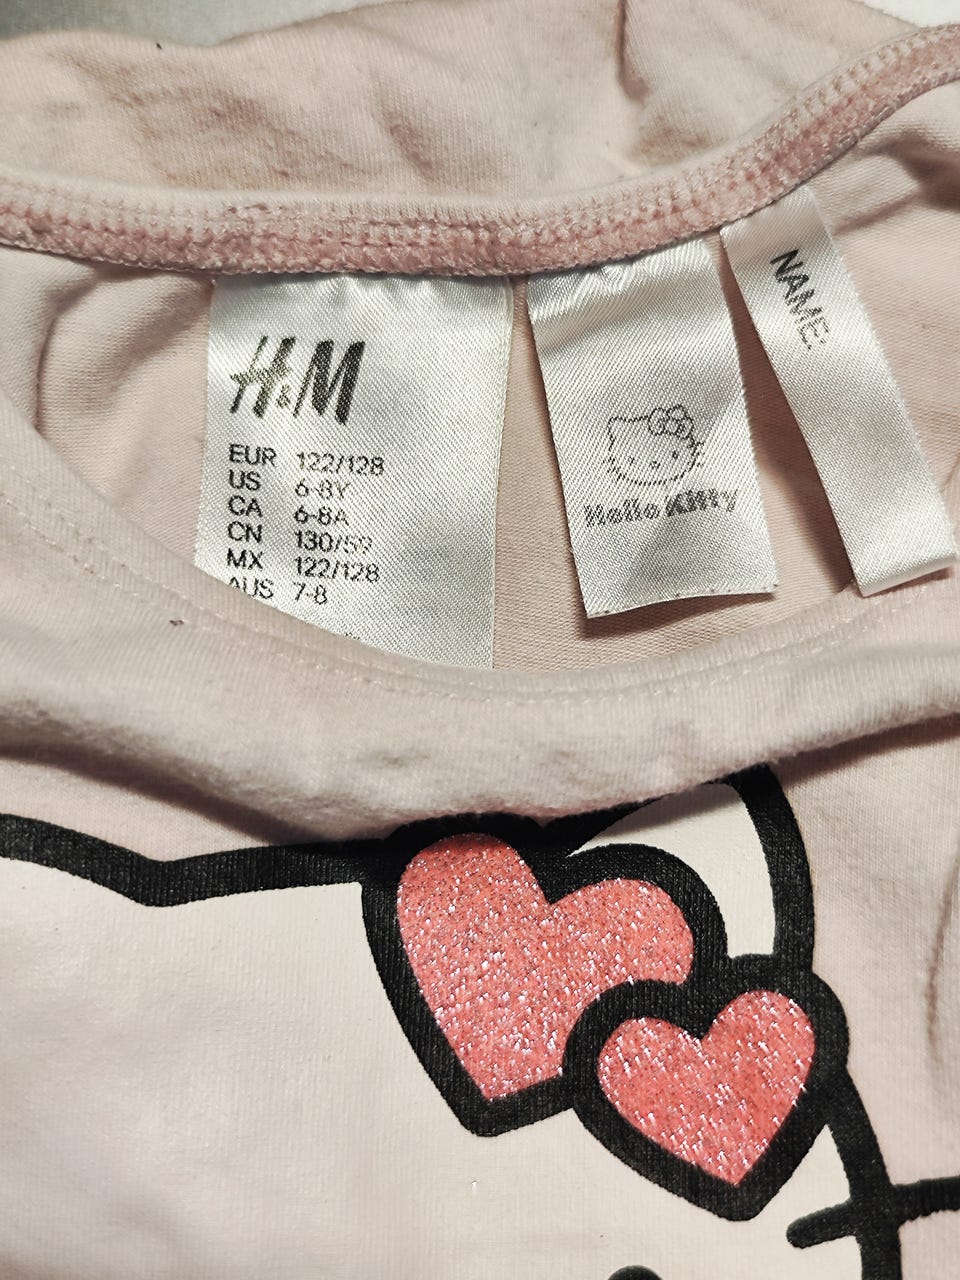 H&M
EUR 122/128
US 6-8Y
CA 6-8A
CN 130/59
MX 122/128
AUS 7-8
Hello Kitty
NAME: